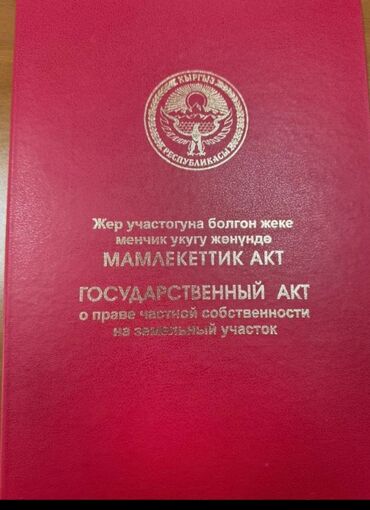 КЫРГЫЗ
РЕСПУБЛИКАСЫ
Жер участогуна болгон жеке
менчик укугу жөнүндө
МАМЛЕКЕТТИК АКТ
ГОСУДАРСТВЕННЫЙ АКТ
о праве частной собственности
на земельный участок